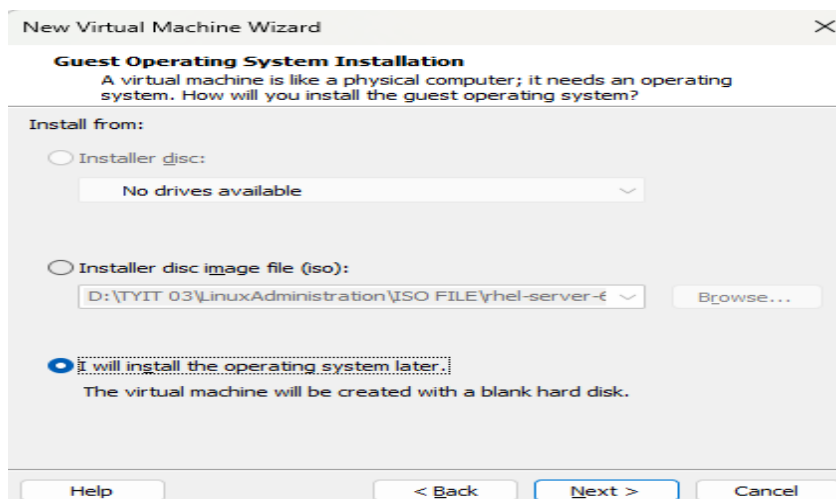 New Virtual Machine Wizard
Guest Operating System Installation
A virtual machine is like a physical computer; it needs an operating
system. How will you install the guest operating system?
Install from:
Installer disc:
No drives available
Installer disc image file (iso):
D:\TYIT 03\LinuxAdministration\ISO FILE\rhel-server-6
Browse...
I will install the operating system later.
The virtual machine will be created with a blank hard disk.
Help
< Back
Next >
Cancel